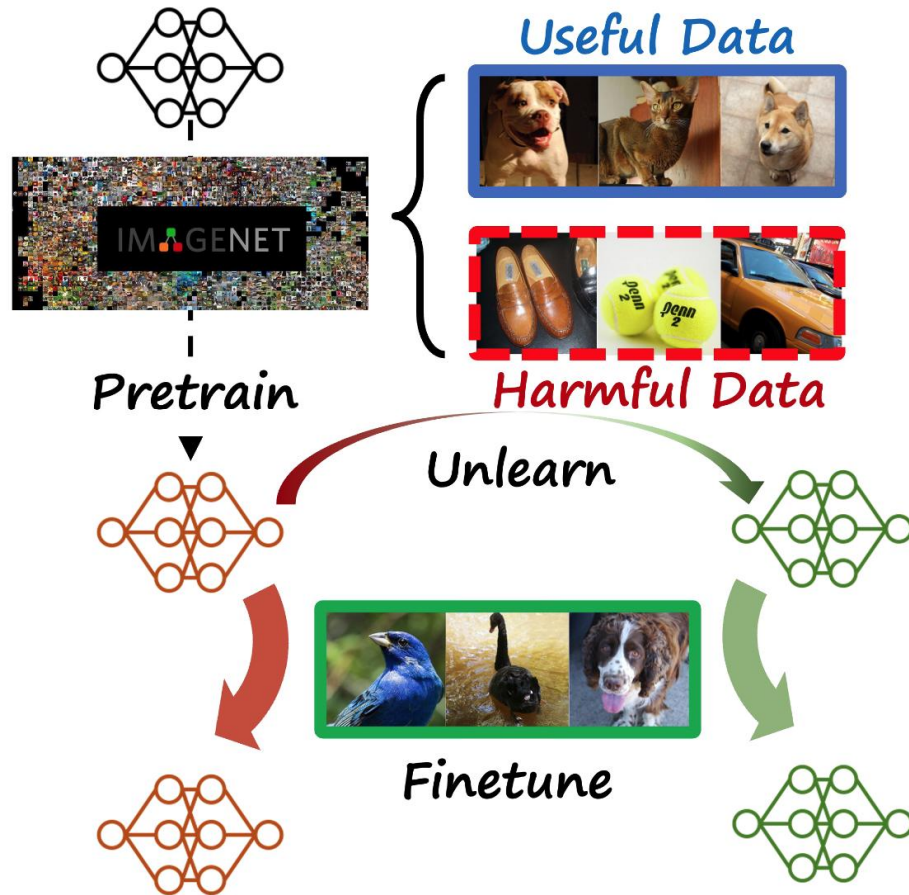 Useful Data
IMAGENET
Penn
2
Penn
2
Harmful Data
Pretrain
Unlearn
Finetune